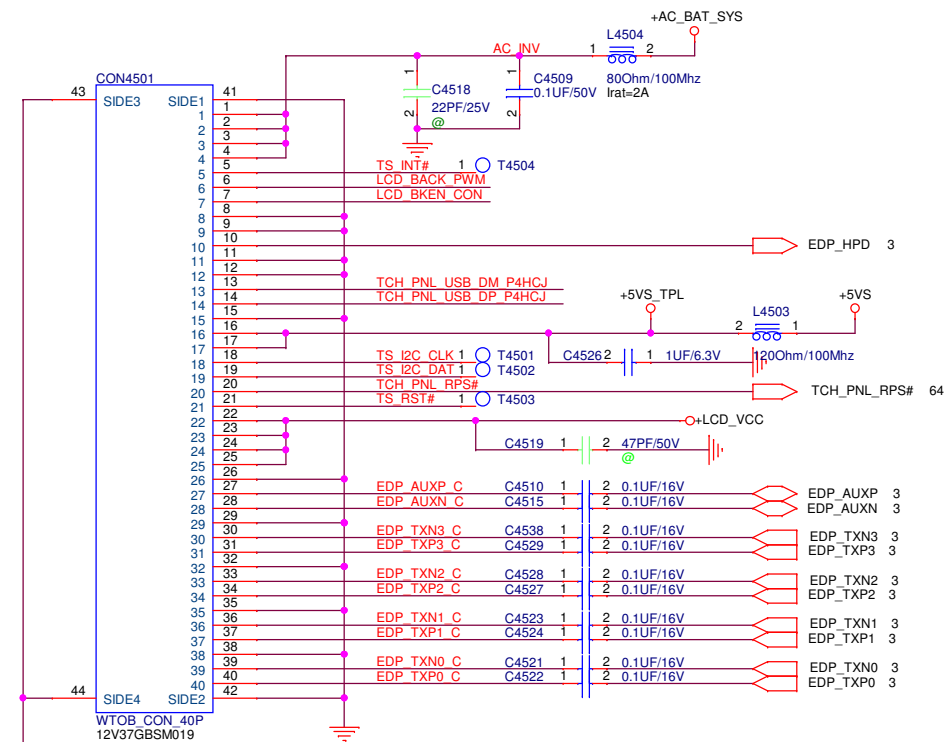 +AC_BAT_SYS
L4504
AC_INV 1 2
80Ohm/100Mhz
Irat=2A
1 C4518
22PF/25V
2 @
1 C4509
0.1UF/50V
2
CON4501
43 SIDE3 SIDE1 41
1 1
2 2
3 3
4 4
5 5 TS_INT# 1 T4504
6 6 LCD_BACK_PWM
7 7 LCD_BKEN_CON
8 8
9 9
10 10 EDP_HPD 3
11 11
12 12
13 13 TCH_PNL_USB_DM_P4HCJ
14 14 TCH_PNL_USB_DP_P4HCJ
15 15
+5VS_TPL +5VS
L4503
16 16 2 1
17 17 C4526 2 1 1UF/6.3V 120Ohm/100Mhz
18 18 TS_I2C_CLK 1 T4501
19 19 TS_I2C_DAT 1 T4502
20 20 TCH_PNL_RPS# TCH_PNL_RPS# 64
21 21 TS_RST# 1 T4503
22 22 +LCD_VCC
23 23
24 24 C4519 1 2 47PF/50V
25 25 @
26 26
27 27 EDP_AUXP_C C4510 1 2 0.1UF/16V EDP_AUXP 3
28 28 EDP_AUXN_C C4515 1 2 0.1UF/16V EDP_AUXN 3
29 29
30 30 EDP_TXN3_C C4538 1 2 0.1UF/16V EDP_TXN3 3
31 31 EDP_TXP3_C C4529 1 2 0.1UF/16V EDP_TXP3 3
32 32
33 33 EDP_TXN2_C C4528 1 2 0.1UF/16V EDP_TXN2 3
34 34 EDP_TXP2_C C4527 1 2 0.1UF/16V EDP_TXP2 3
35 35
36 36 EDP_TXN1_C C4523 1 2 0.1UF/16V EDP_TXN1 3
37 37 EDP_TXP1_C C4524 1 2 0.1UF/16V EDP_TXP1 3
38 38
39 39 EDP_TXN0_C C4521 1 2 0.1UF/16V EDP_TXN0 3
40 40 EDP_TXP0_C C4522 1 2 0.1UF/16V EDP_TXP0 3
44 SIDE4 SIDE2 42
WTOB_CON_40P
12V37GBSM019